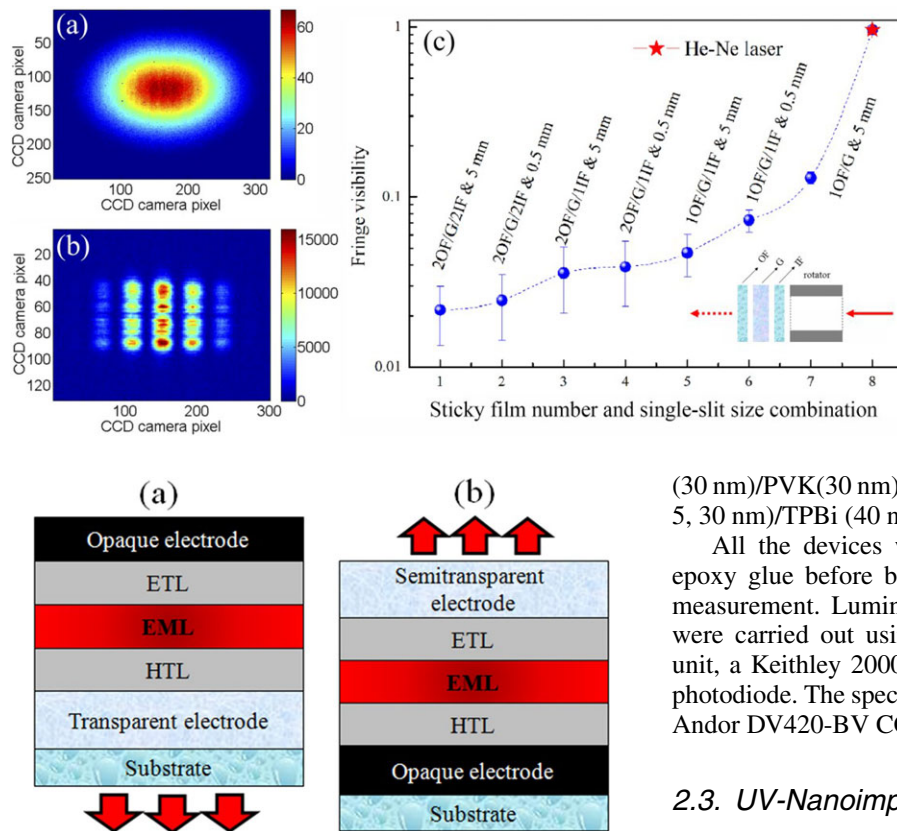 (a)
0
50
100
150
200
250
100
200
300
CCD camera pixel
CCD camera pixel
60
40
20
0
(b)
20
40
60
80
100
120
0
100
200
300
CCD camera pixel
CCD camera pixel
15000
10000
5000
0
(c)
He-Ne laser
1
0.1
0.01
Fringe visibility
2OF/G/2IF & 5 mm
2OF/G/2IF & 0.5 mm
2OF/G/1IF & 5 mm
2OF/G/1IF & 0.5 mm
1OF/G/1IF & 5 mm
1OF/G/1IF & 0.5 mm
1OF/G & 5 mm
OF
G
IF
rotator
1
2
3
4
5
6
7
8
Sticky film number and single-slit size combination
(a)
Opaque electrode
ETL
EML
HTL
Transparent electrode
Substrate
(b)
Semitransparent
electrode
ETL
EML
HTL
Opaque electrode
Substrate
(30 nm)/PVK(30 nm)
5, 30 nm)/TPBi (40 n
All the devices
epoxy glue before b
measurement. Lumin
were carried out usi
unit, a Keithley 2000
photodiode. The spec
Andor DV420-BV CC
2.3. UV-Nanoimp